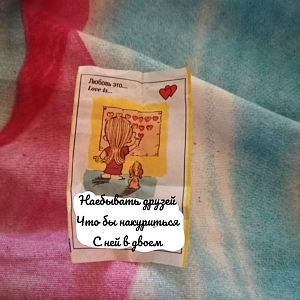 Любовь это...
Love is...
Наебывать друзей
Что бы накуриться
С ней в двоем